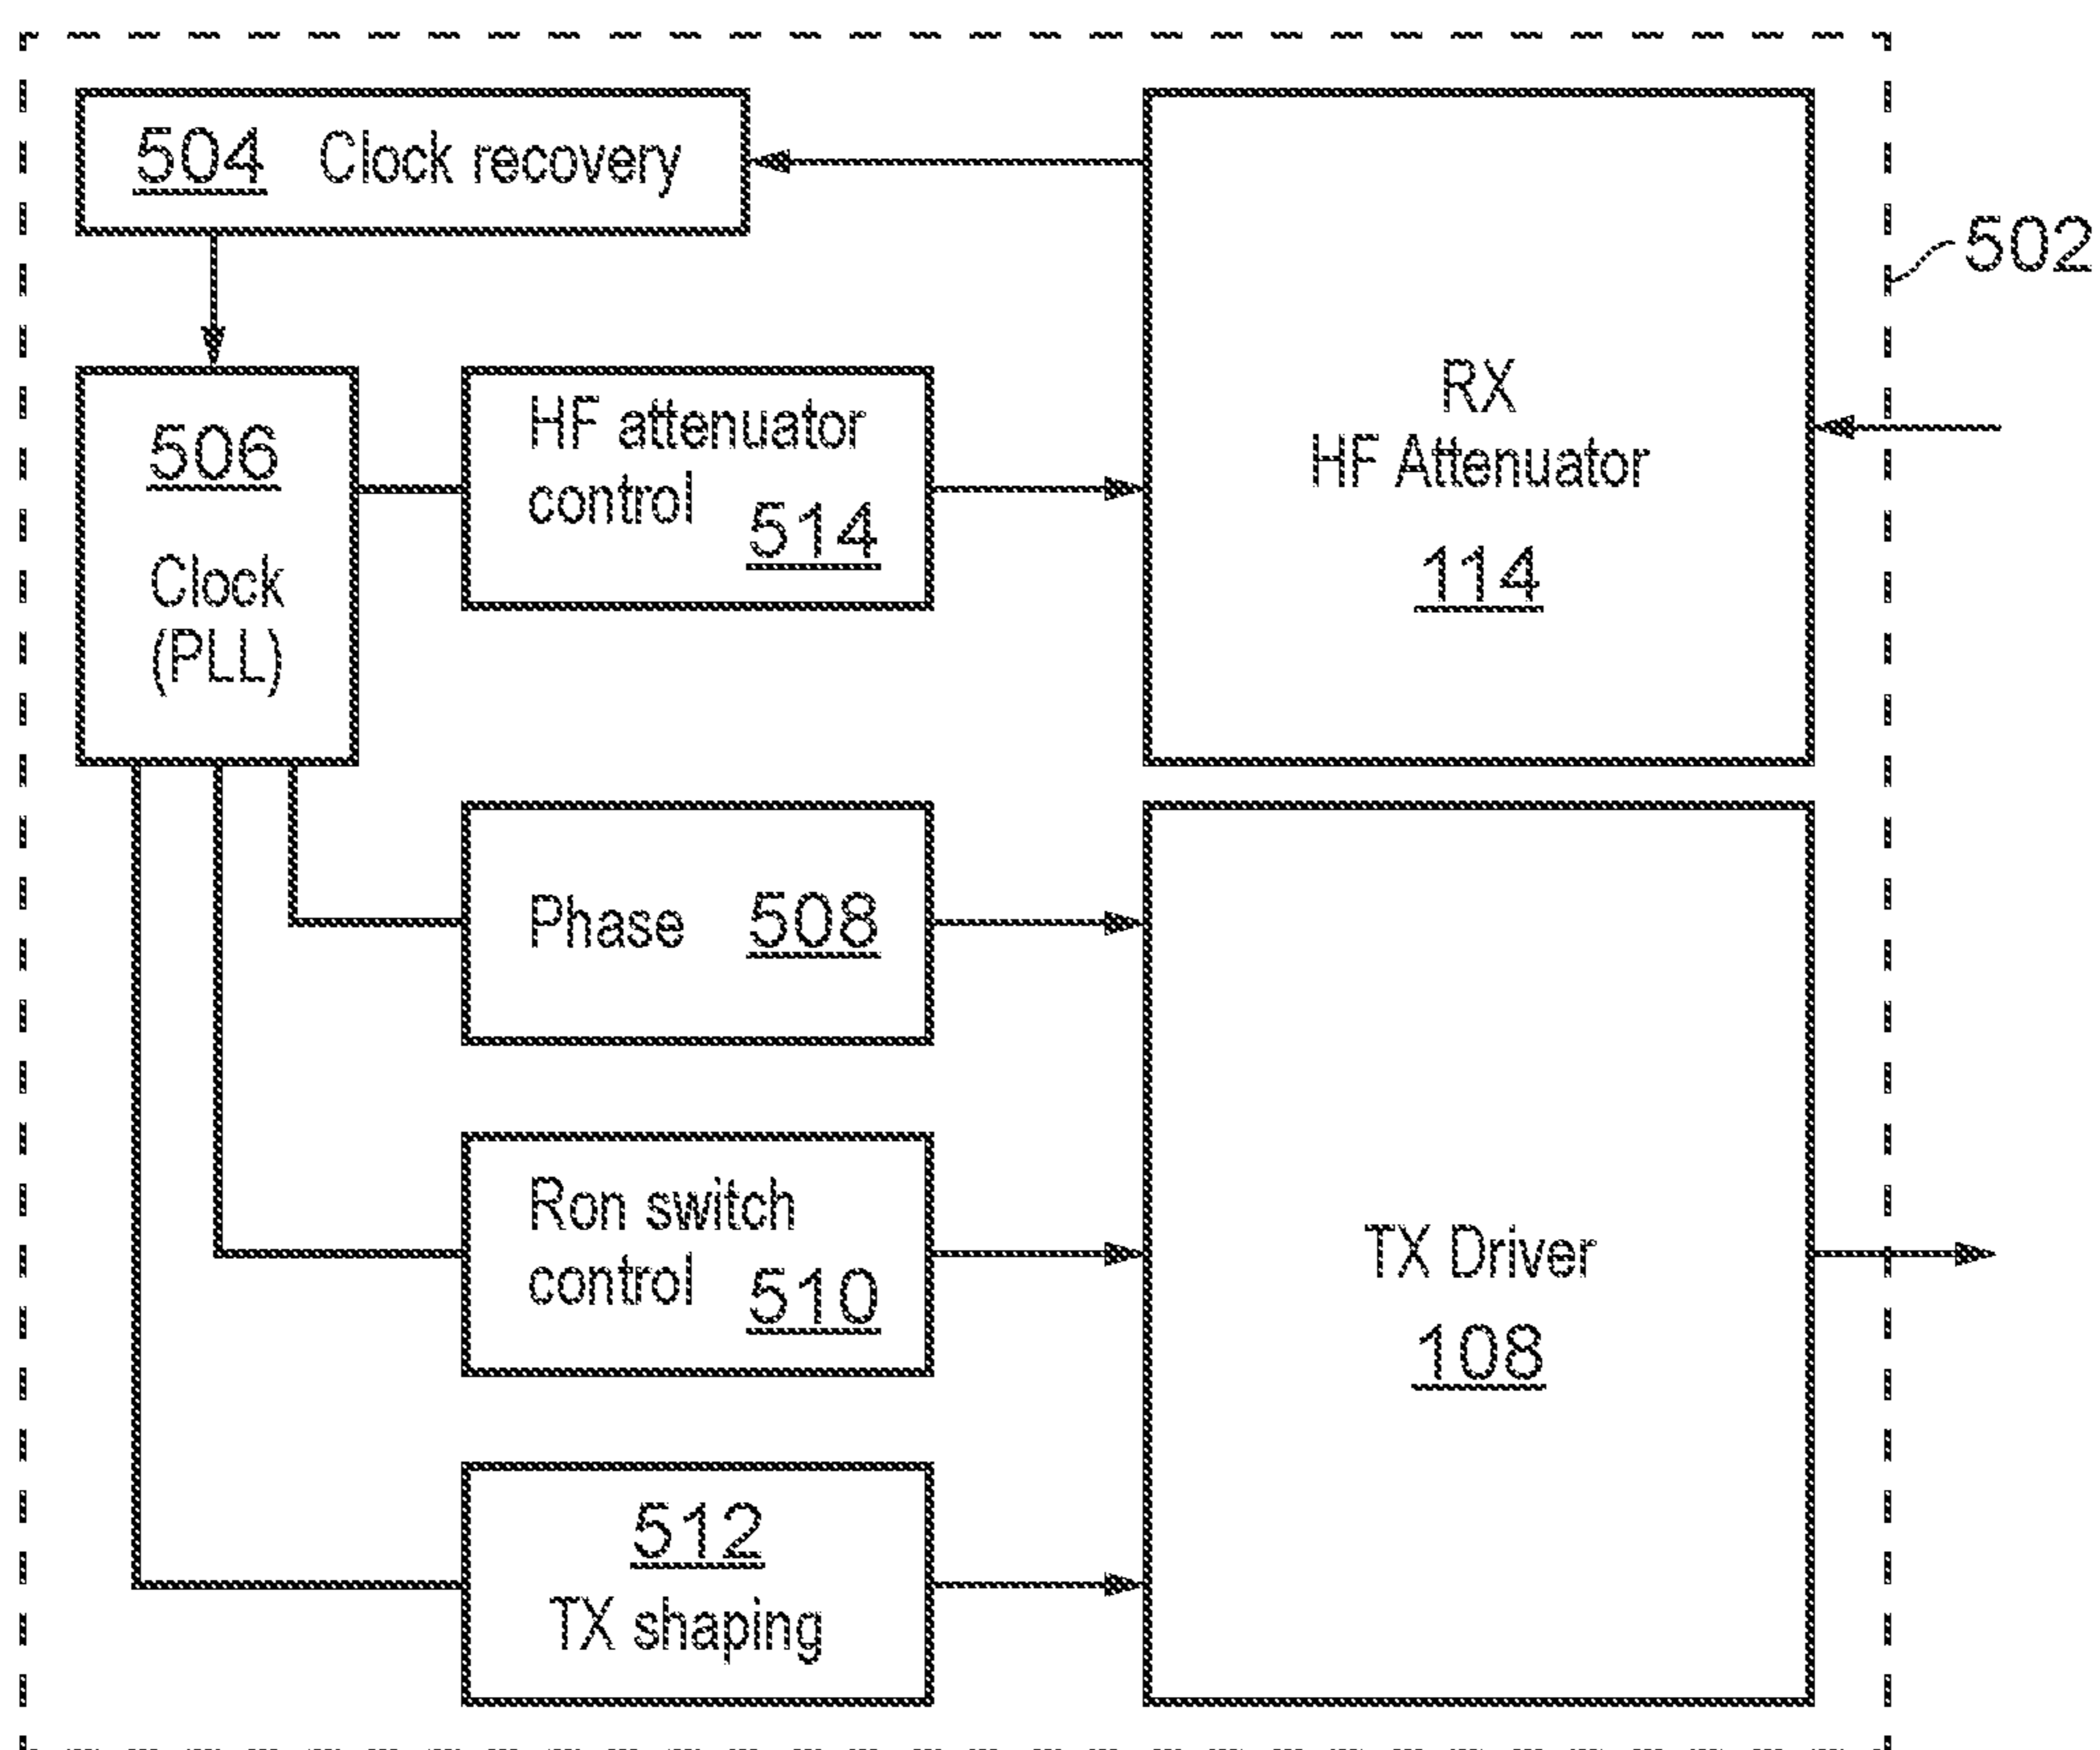 504 Clock recovery
502
506
Clock
(PLL)
HF attenuator
control 514
RX
HF Attenuator
114
Phase 508
Ron switch
control 510
TX Driver
108
512
TX shaping